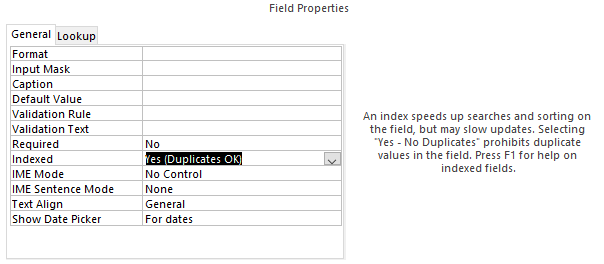 Field Properties
General Lookup
Format
Input Mask
Caption
Default Value
Validation Rule
Validation Text
Required No
Indexed Yes (Duplicates OK)
IME Mode No Control
IME Sentence Mode None
Text Align General
Show Date Picker For dates
An index speeds up searches and sorting on
the field, but may slow updates. Selecting
"Yes - No Duplicates" prohibits duplicate
values in the field. Press F1 for help on
indexed fields.